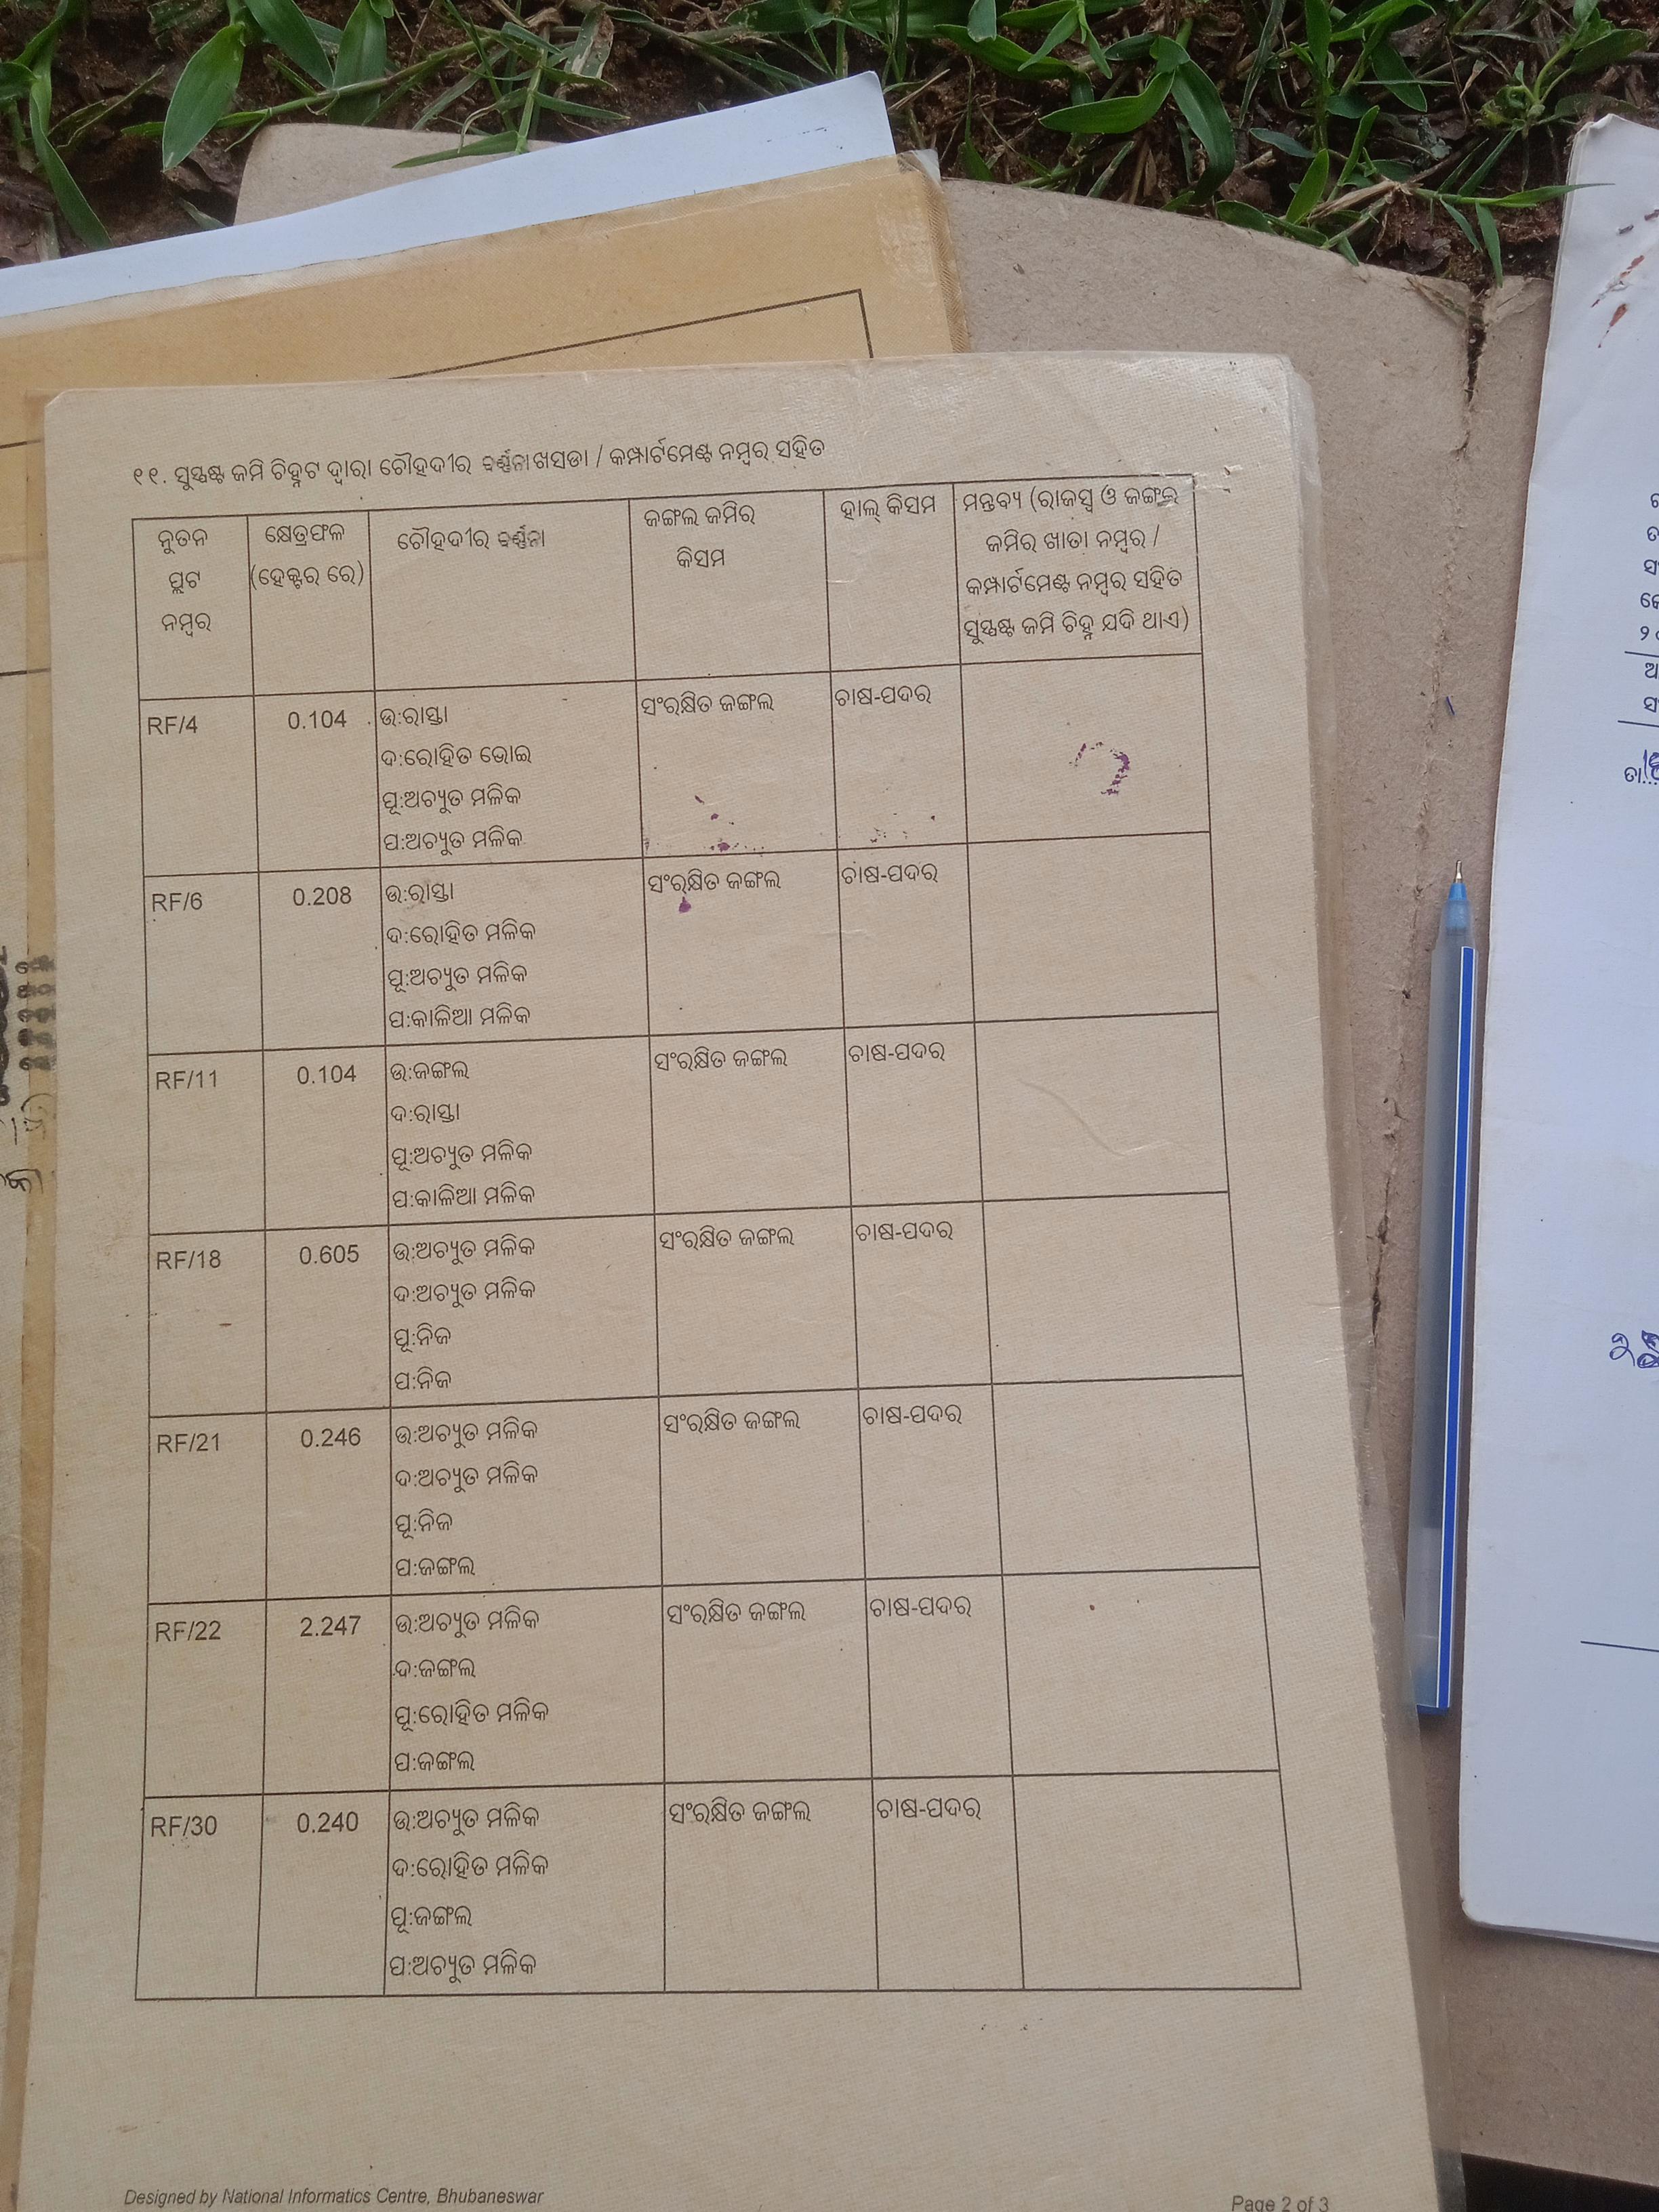 ୧୧. ସୁସ୍ପଷ୍ଟ ଜମି ଚିହ୍ନଟ ଦ୍ୱାରା ଚୌହଦୀର ବର୍ଣ୍ଣନା ଖସଡା / କମ୍ପାର୍ଟମେଣ୍ଟ ନମ୍ବର ସହିତ
ନୁତନ ପ୍ଲଟ ନମ୍ବର
କ୍ଷେତ୍ରଫଳ (ହେକ୍ଟର ରେ)
ଚୌହଦୀର ବର୍ଣ୍ଣନା
ଜଙ୍ଗଲ ଜମିର କିସମ
ହାଲ୍ କିସମ
ମନ୍ତବ୍ୟ (ରାଜସ୍ୱ ଓ ଜଙ୍ଗଲ
ଜମିର ଖାତା ନମ୍ବର /
କମ୍ପାର୍ଟମେଣ୍ଟ ନମ୍ବର ସହିତ
ସୁସ୍ପଷ୍ଟ ଜମି ଚିହ୍ନ ଯଦି ଥାଏ)
RF/4 0.104 ଉ:ରାସ୍ତା ସଂରକ୍ଷିତ ଜଙ୍ଗଲ ଚାଷ-ପଦର
ଦ:ରୋହିତ ଭୋଇ
ପୂ:ଅଚ୍ୟୁତ ମଳିକ
ପ:ଅଚ୍ୟୁତ ମଳିକ
RF/6 0.208 ଉ:ରାସ୍ତା ସଂରକ୍ଷିତ ଜଙ୍ଗଲ ଚାଷ-ପଦର
ଦ:ରୋହିତ ମଳିକ
ପୂ:ଅଚ୍ୟୁତ ମଳିକ
ପ:କାଳିଆ ମଳିକ
RF/11 0.104 ଉ:ଜଙ୍ଗଲ ସଂରକ୍ଷିତ ଜଙ୍ଗଲ ଚାଷ-ପଦର
ଦ:ରାସ୍ତା
ପୂ:ଅଚ୍ୟୁତ ମଳିକ
ପ:କାଳିଆ ମଳିକ
RF/18 0.605 ଉ:ଅଚ୍ୟୁତ ମଳିକ ସଂରକ୍ଷିତ ଜଙ୍ଗଲ ଚାଷ-ପଦର
ଦ:ଅଚ୍ୟୁତ ମଳିକ
ପୂ:ନିଜ
ପ:ନିଜ
RF/21 0.246 ଉ:ଅଚ୍ୟୁତ ମଳିକ ସଂରକ୍ଷିତ ଜଙ୍ଗଲ ଚାଷ-ପଦର
ଦ:ଅଚ୍ୟୁତ ମଳିକ
ପୂ:ନିଜ
ପ:ଜଙ୍ଗଲ
RF/22 2.247 ଉ:ଅଚ୍ୟୁତ ମଳିକ ସଂରକ୍ଷିତ ଜଙ୍ଗଲ ଚାଷ-ପଦର
ଦ:ଜଙ୍ଗଲ
ପୂ:ରୋହିତ ମଳିକ
ପ:ଜଙ୍ଗଲ
RF/30 0.240 ଉ:ଅଚ୍ୟୁତ ମଳିକ ସଂରକ୍ଷିତ ଜଙ୍ଗଲ ଚାଷ-ପଦର
ଦ:ରୋହିତ ମଳିକ
ପୂ:ଜଙ୍ଗଲ
ପ:ଅଚ୍ୟୁତ ମଳିକ
Designed by National Informatics Centre, Bhubaneswar
Page 2 of 3